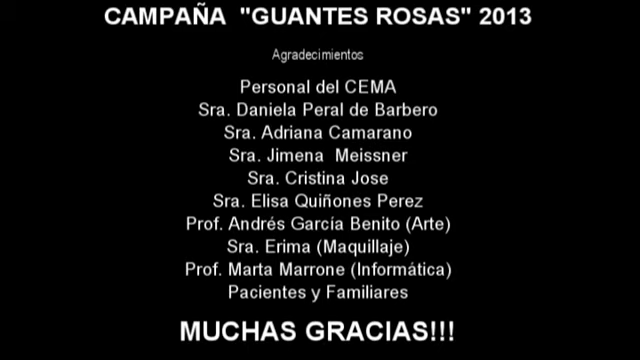 CAMPAÑA "GUANTES ROSAS" 2013
Agradecimientos
Personal del CEMA
Sra. Daniela Peral de Barbero
Sra. Adriana Camarano
Sra. Jimena Meissner
Sra. Cristina Jose
Sra. Elisa Quiñones Perez
Prof. Andrés García Benito (Arte)
Sra. Erima (Maquillaje)
Prof. Marta Marrone (Informática)
Pacientes y Familiares
MUCHAS GRACIAS!!!